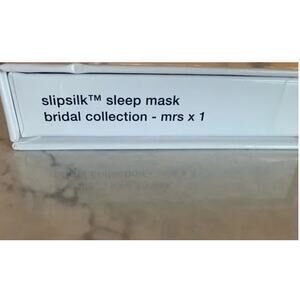 slipsilk™ sleep mask
bridal collection - mrs x 1